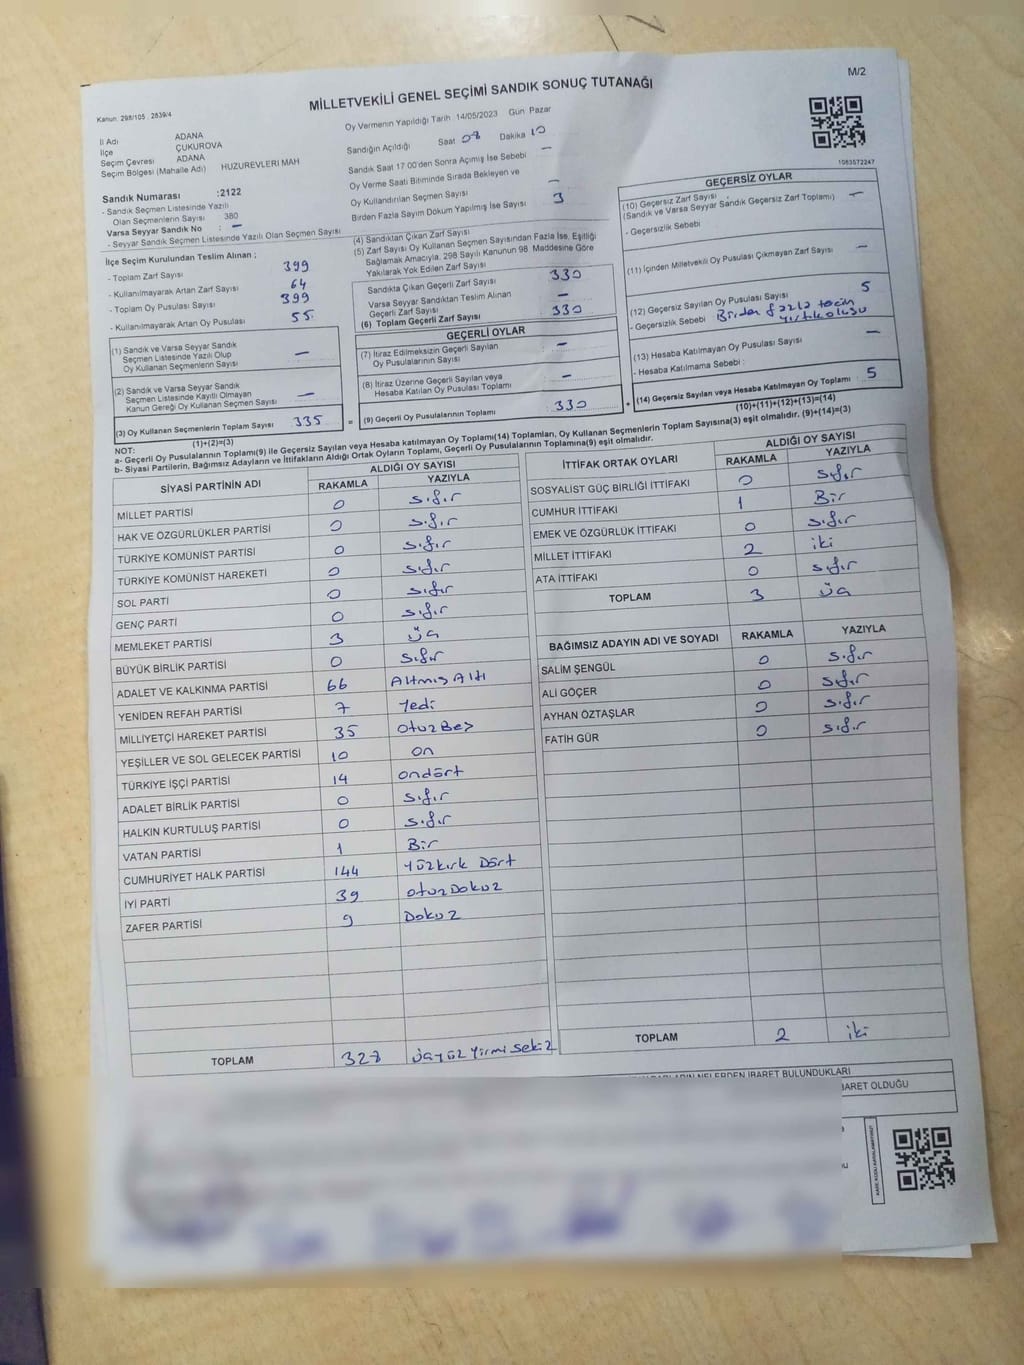 M/2
MİLLETVEKİLİ GENEL SEÇİMİ SANDIK SONUÇ TUTANAĞI
Kanun: 298/105 , 2839/4
İl Adı ADANA
İlçe ÇUKUROVA
Seçim Çevresi ADANA
Seçim Bölgesi (Mahalle Adı) HUZUREVLERİ MAH
Sandık Numarası :2122
- Sandık Seçmen Listesinde Yazılı
Olan Seçmenlerin Sayısı 380
Varsa Seyyar Sandık No : —
- Seyyar Sandık Seçmen Listesinde Yazılı Olan Seçmen Sayısı
Oy Vermenin Yapıldığı Tarih 14/05/2023 Gün Pazar
Sandığın Açıldığı Saat 08 Dakika 10
Sandık Saat 17:00'den Sonra Açımış İse Sebebi —
Oy Verme Saati Bitiminde Sırada Bekleyen ve
Oy Kullandırılan Seçmen Sayısı —
Birden Fazla Sayım Döküm Yapılmış İse Sayısı 3
1083572247
İlçe Seçim Kurulundan Teslim Alınan ;
- Toplam Zarf Sayısı 399
- Kullanılmayarak Artan Zarf Sayısı 64
- Toplam Oy Pusulası Sayısı 399
- Kullanılmayarak Artan Oy Pusulası 55
(1) Sandık ve Varsa Seyyar Sandık
Seçmen Listesinde Yazılı Olup
Oy Kullanan Seçmenlerin Sayısı —
(2) Sandık ve Varsa Seyyar Sandık
Seçmen Listesinde Kayıtlı Olmayan
Kanun Gereği Oy Kullanan Seçmen Sayısı —
(3) Oy Kullanan Seçmenlerin Toplam Sayısı 335 =
(1)+(2)=(3)
(4) Sandıktan Çıkan Zarf Sayısı
(5) Zarf Sayısı Oy Kullanan Seçmen Sayısından Fazla İse, Eşitliği
Sağlamak Amacıyla, 298 Sayılı Kanunun 98. Maddesine Göre
Yakılarak Yok Edilen Zarf Sayısı
Sandıkta Çıkan Geçerli Zarf Sayısı 330
Varsa Seyyar Sandıktan Teslim Alınan
Geçerli Zarf Sayısı —
(6) Toplam Geçerli Zarf Sayısı 330
GEÇERLİ OYLAR
(7) İtiraz Edilmeksizin Geçerli Sayılan
Oy Pusulalarının Sayısı —
(8) İtiraz Üzerine Geçerli Sayılan veya
Hesaba Katılan Oy Pusulası Toplamı —
(9) Geçerli Oy Pusulalarının Toplamı 330 +
GEÇERSİZ OYLAR
(10) Geçersiz Zarf Sayısı —
(Sandık ve Varsa Seyyar Sandık Geçersiz Zarf Toplamı)
- Geçersizlik Sebebi
(11) İçinden Milletvekili Oy Pusulası Çıkmayan Zarf Sayısı —
(12) Geçersiz Sayılan Oy Pusulası Sayısı 5
- Geçersizlik Sebebi Birden fazla tercih
yırtık oluşu
(13) Hesaba Katılmayan Oy Pusulası Sayısı —
- Hesaba Katılmama Sebebi :
(14) Geçersiz Sayılan veya Hesaba Katılmayan Oy Toplamı 5
(10)+(11)+(12)+(13)=(14)
NOT:
a- Geçerli Oy Pusulalarının Toplamı(9) ile Geçersiz Sayılan veya Hesaba katılmayan Oy Toplamı(14) Toplamları, Oy Kullanan Seçmenlerin Toplam Sayısına(3) eşit olmalıdır. (9)+(14)=(3)
b- Siyasi Partilerin, Bağımsız Adayların ve İttifakların Aldığı Ortak Oyların Toplamı, Geçerli Oy Pusulalarının Toplamına(9) eşit olmalıdır.
SİYASİ PARTİNİN ADI ALDIĞI OY SAYISI
RAKAMLA YAZIYLA
MİLLET PARTİSİ 0 sıfır
HAK VE ÖZGÜRLÜKLER PARTİSİ 0 sıfır
TÜRKİYE KOMÜNİST PARTİSİ 0 sıfır
TÜRKİYE KOMÜNİST HAREKETİ 0 sıfır
SOL PARTİ 0 sıfır
GENÇ PARTİ 0 sıfır
MEMLEKET PARTİSİ 3 üç
BÜYÜK BİRLİK PARTİSİ 0 sıfır
ADALET VE KALKINMA PARTİSİ 66 Altmış Altı
YENİDEN REFAH PARTİSİ 7 Yedi
MİLLİYETÇİ HAREKET PARTİSİ 35 Otuz Beş
YEŞİLLER VE SOL GELECEK PARTİSİ 10 on
TÜRKİYE İŞÇİ PARTİSİ 14 ondört
ADALET BİRLİK PARTİSİ 0 sıfır
HALKIN KURTULUŞ PARTİSİ 0 sıfır
VATAN PARTİSİ 1 Bir
CUMHURİYET HALK PARTİSİ 144 Yüzkırk Dört
İYİ PARTİ 39 Otuz Dokuz
ZAFER PARTİSİ 9 Dokuz
TOPLAM 328 üçyüz yirmi sekiz
İTTİFAK ORTAK OYLARI ALDIĞI OY SAYISI
RAKAMLA YAZIYLA
SOSYALİST GÜÇ BİRLİĞİ İTTİFAKI 0 sıfır
CUMHUR İTTİFAKI 1 Bir
EMEK VE ÖZGÜRLÜK İTTİFAKI 0 sıfır
MİLLET İTTİFAKI 2 iki
ATA İTTİFAKI 0 sıfır
TOPLAM 3 üç
BAĞIMSIZ ADAYIN ADI VE SOYADI RAKAMLA YAZIYLA
SALİM ŞENGÜL 0 sıfır
ALİ GÖÇER 0 sıfır
AYHAN ÖZTAŞLAR 0 sıfır
FATİH GÜR 0 sıfır
TOPLAM 2 iki
NELERDEN İBARET BULUNDUKLARI
İBARET OLDUĞU